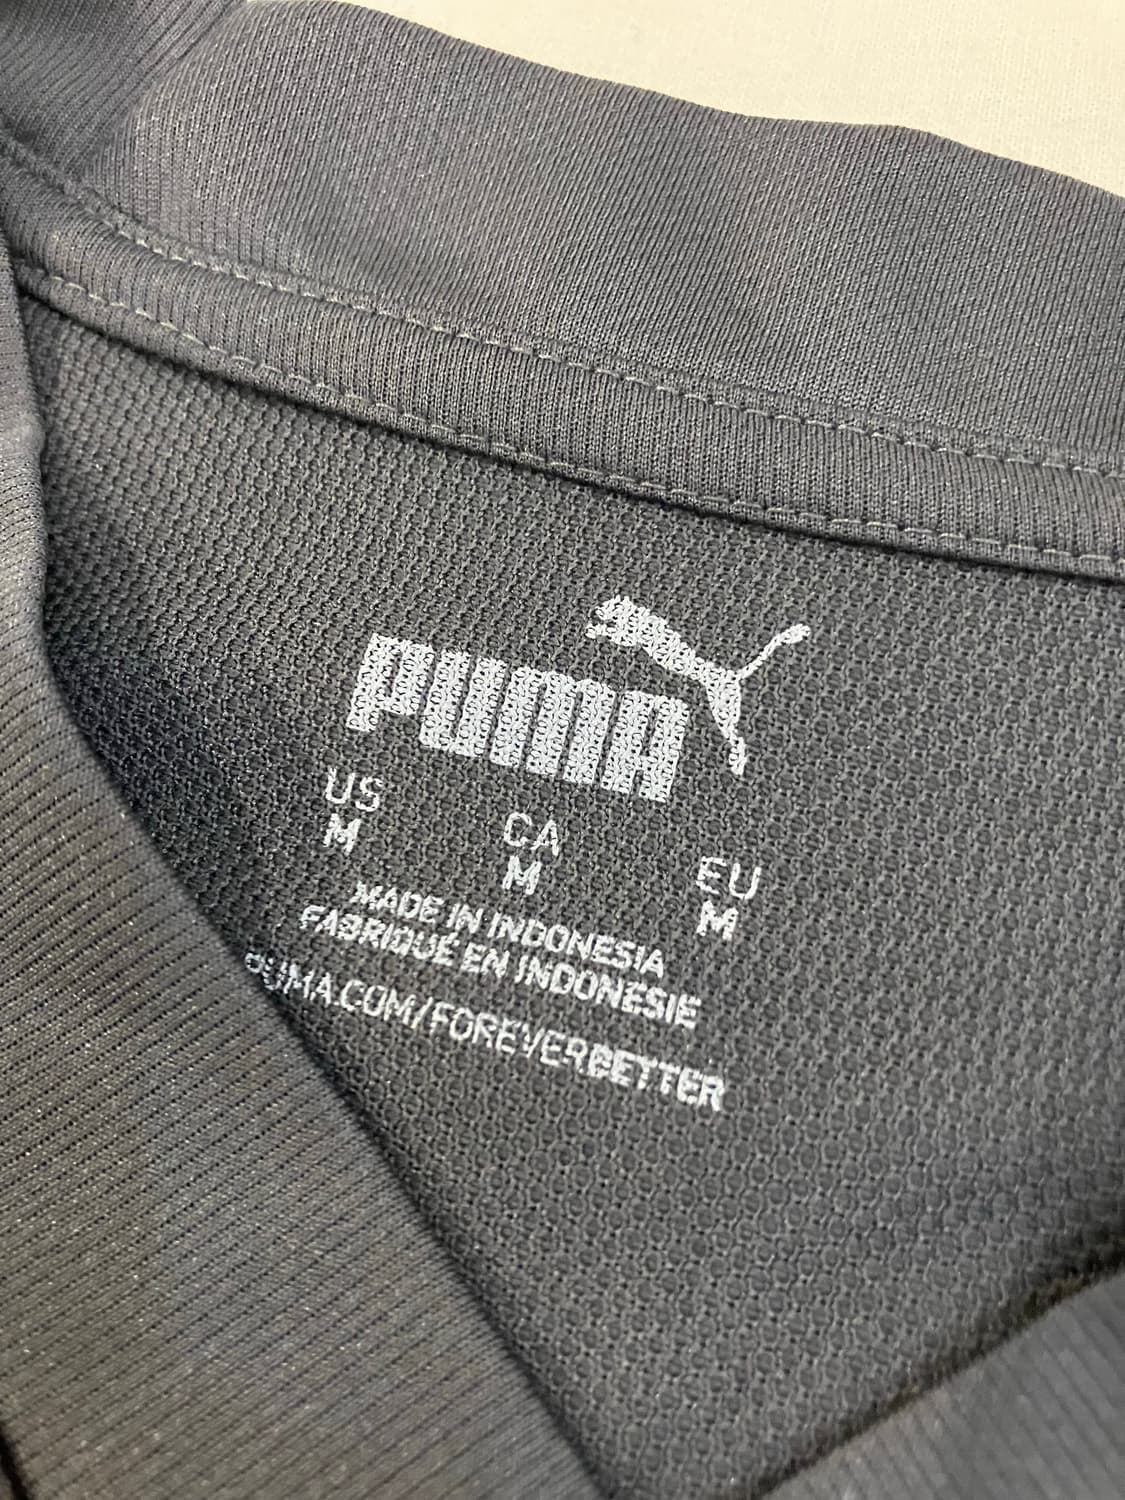 PUMA
US CA EU
M M M
MADE IN INDONESIA
FABRIQUÉ EN INDONESIE
PUMA.COM/FOREVERBETTER